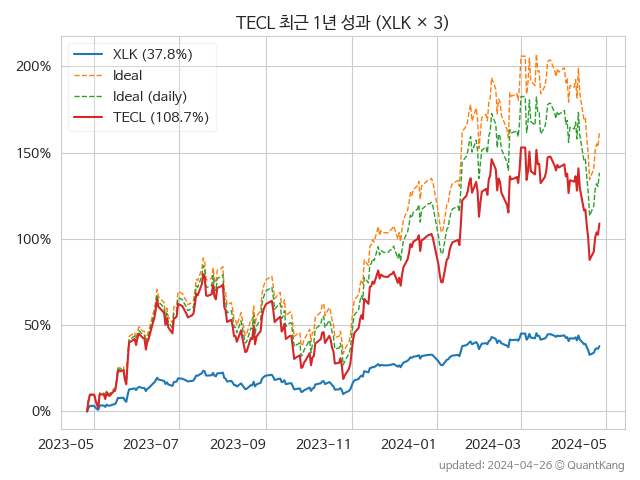 TECL 최근 1년 성과 (XLK × 3)
XLK (37.8%)
Ideal
Ideal (daily)
TECL (108.7%)
200%
150%
100%
50%
0%
2023-05 2023-07 2023-09 2023-11 2024-01 2024-03 2024-05
updated: 2024-04-26 © QuantKang